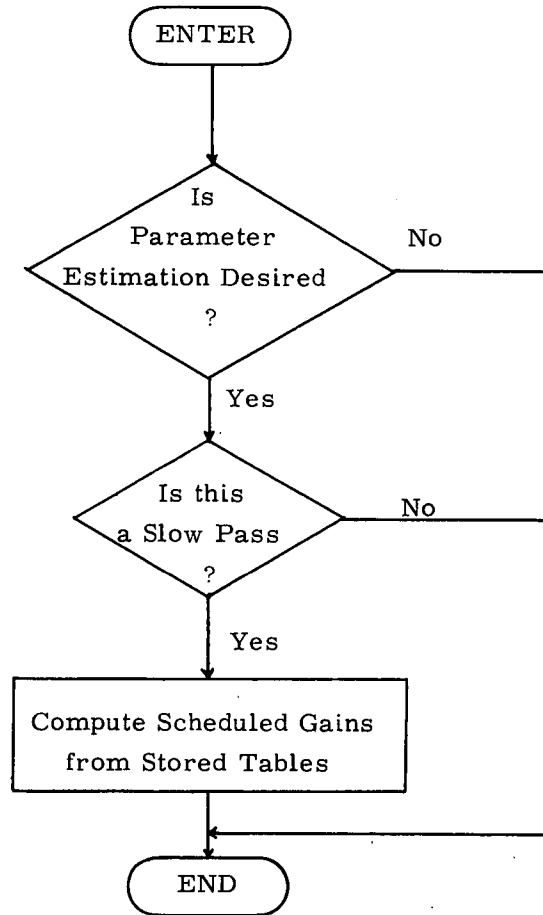 ENTER
Is
Parameter
Estimation Desired
?
No
Yes
Is this
a Slow Pass
?
No
Yes
Compute Scheduled Gains
from Stored Tables
END